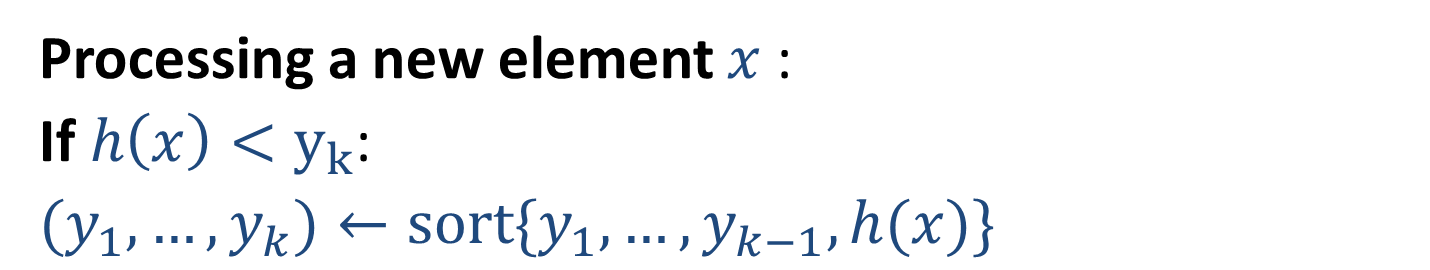 Processing a new element x :
If h(x) < yₖ:
(y₁, … , yₖ) ← sort{y₁, … , yₖ₋₁, h(x)}